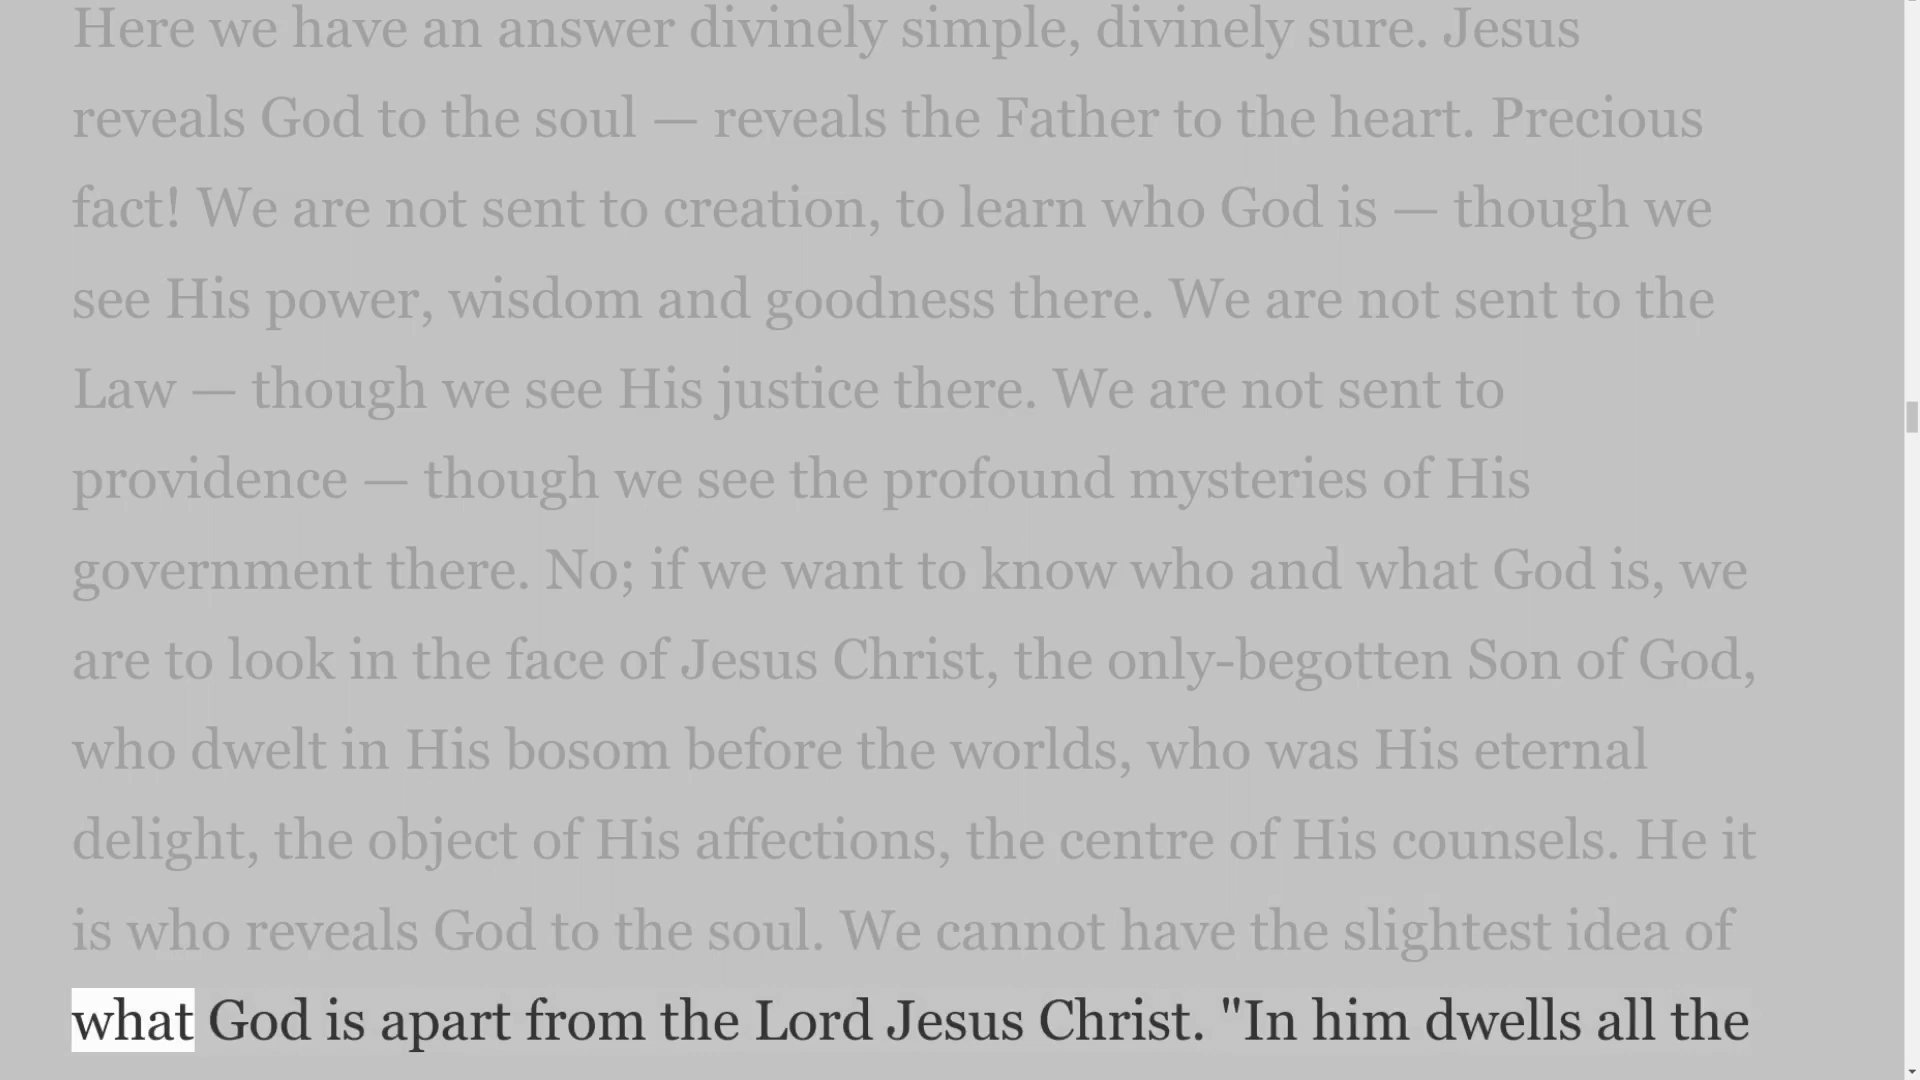 Here we have an answer divinely simple, divinely sure. Jesus
reveals God to the soul — reveals the Father to the heart. Precious
fact! We are not sent to creation, to learn who God is — though we
see His power, wisdom and goodness there. We are not sent to the
Law — though we see His justice there. We are not sent to
providence — though we see the profound mysteries of His
government there. No; if we want to know who and what God is, we
are to look in the face of Jesus Christ, the only-begotten Son of God,
who dwelt in His bosom before the worlds, who was His eternal
delight, the object of His affections, the centre of His counsels. He it
is who reveals God to the soul. We cannot have the slightest idea of
what God is apart from the Lord Jesus Christ. "In him dwells all the